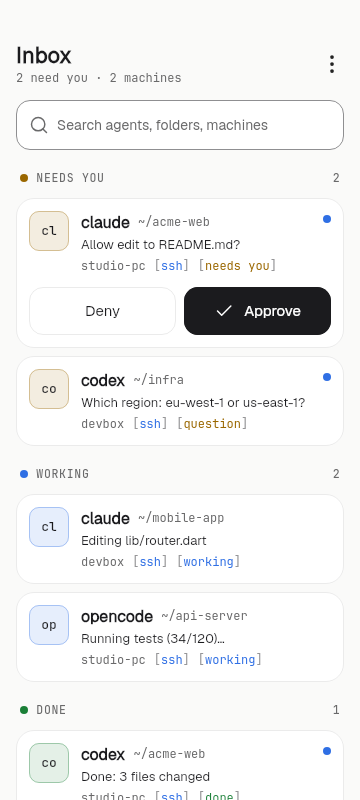 Inbox
2 need you · 2 machines
Search agents, folders, machines
NEEDS YOU 2
cl claude ~/acme-web
Allow edit to README.md?
studio-pc [ssh] [needs you]
Deny Approve
co codex ~/infra
Which region: eu-west-1 or us-east-1?
devbox [ssh] [question]
WORKING 2
cl claude ~/mobile-app
Editing lib/router.dart
devbox [ssh] [working]
op opencode ~/api-server
Running tests (34/120)…
studio-pc [ssh] [working]
DONE 1
co codex ~/acme-web
Done: 3 files changed
studio-pc [ssh] [done]